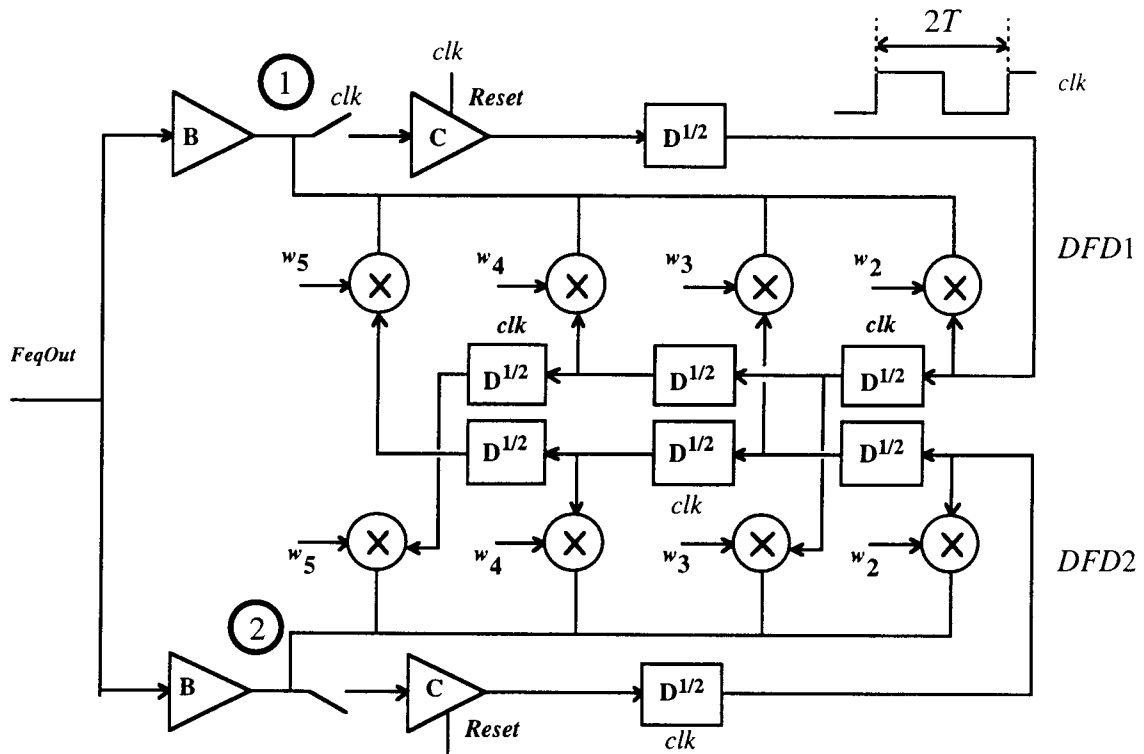 2T
clk
1
clk
clk
Reset
B
C
D1/2
DFD1
w5
w4
w3
w2
clk
clk
FeqOut
D1/2
D1/2
D1/2
D1/2
D1/2
D1/2
clk
w5
w4
w3
w2
DFD2
2
B
C
D1/2
Reset
clk